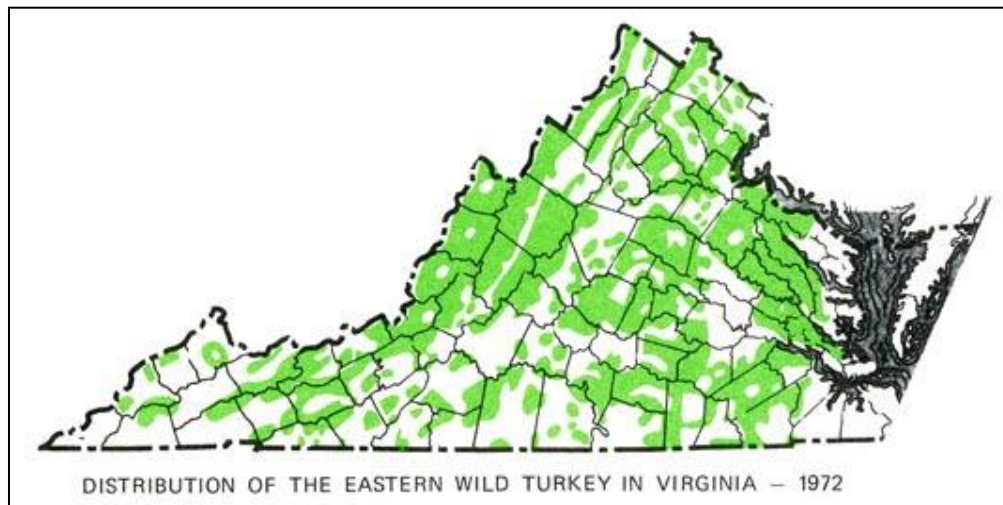 DISTRIBUTION OF THE EASTERN WILD TURKEY IN VIRGINIA – 1972